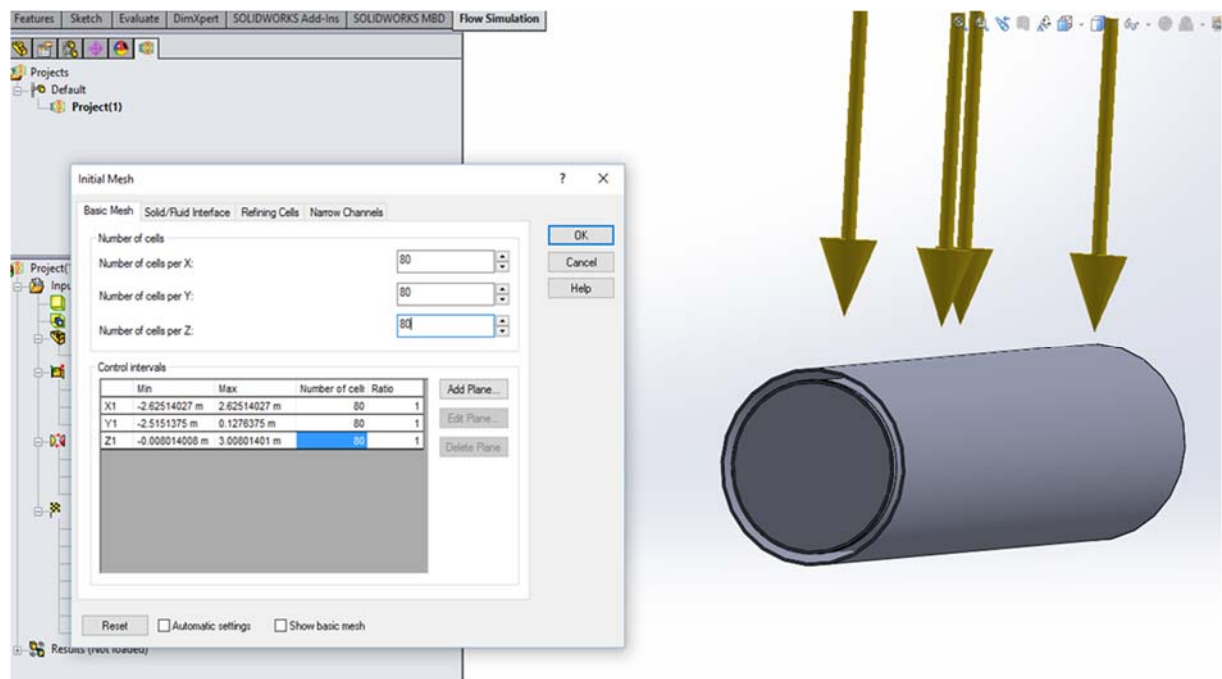 Features Sketch Evaluate DimXpert SOLIDWORKS Add-Ins SOLIDWORKS MBD Flow Simulation
Projects
Default
Project(1)
Initial Mesh ? X
Basic Mesh Solid/Fluid Interface Refining Cells Narrow Channels
Number of cells
OK
Number of cells per X: 80
Cancel
Project(
Inpu
Number of cells per Y: 80
Help
Number of cells per Z: 80
Control intervals
Min Max Number of cell Ratio
Add Plane...
X1 -2.62514027 m 2.62514027 m 80 1
Y1 -2.5151375 m 0.1276375 m 80 1
Edit Plane...
Z1 -0.008014008 m 3.00801401 m 80 1
Delete Plane
Reset Automatic settings Show basic mesh
Results (Not loaded)